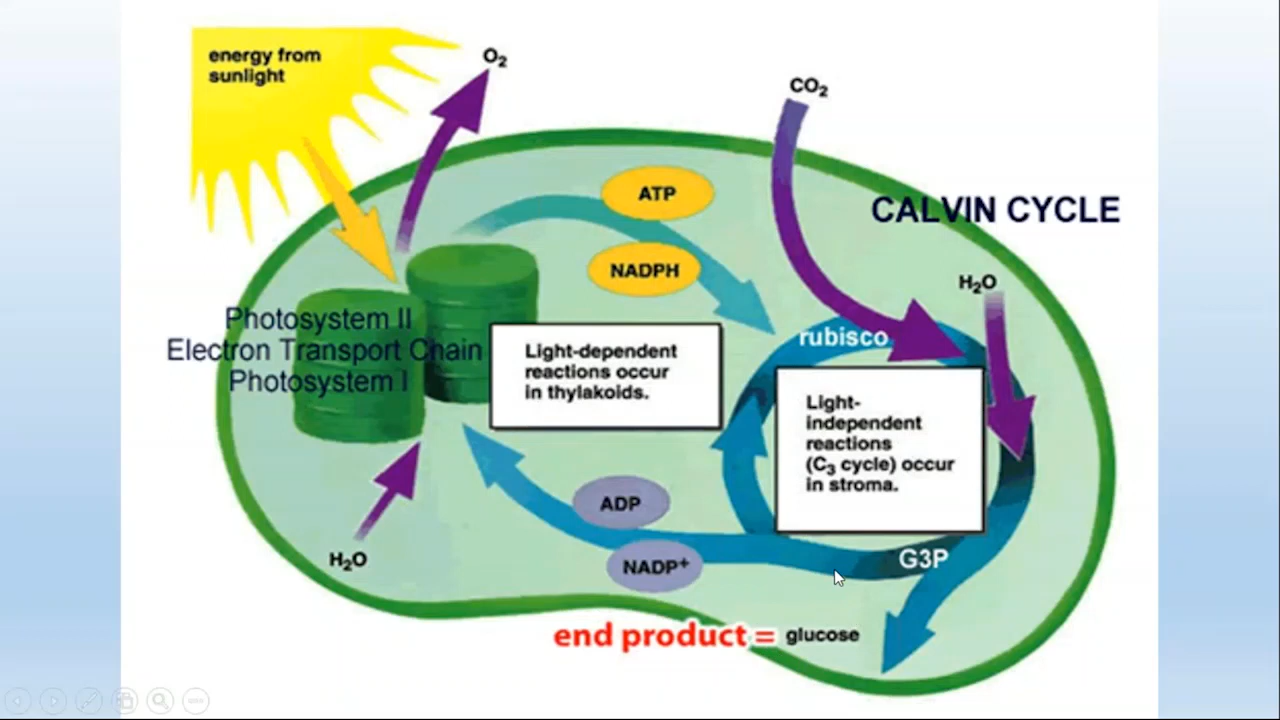 energy from
sunlight
O₂
CO₂
ATP
CALVIN CYCLE
NADPH
H₂O
Photosystem II
Electron Transport Chain
Photosystem I
rubisco
Light-dependent
reactions occur
in thylakoids.
Light-
independent
reactions
(C₃ cycle) occur
in stroma.
ADP
H₂O
NADP⁺
G3P
end product = glucose